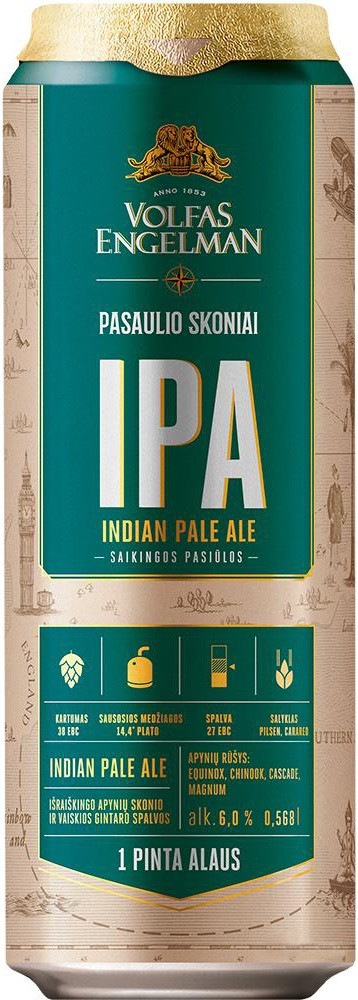 ANNO 1853
VOLFAS
ENGELMAN
PASAULIO SKONIAI
IPA
INDIAN PALE ALE
— SAIKINGOS PASIŪLOS —
ENGLAND
KARTUMAS
38 EBC
SAUSOSIOS MEDŽIAGOS
14,4° PLATO
SPALVA
27 EBC
SALYKLAS
PILSEN, CARARED
UTHERN
INDIAN PALE ALE
IŠRAIŠKINGO APYNIŲ SKONIO
IR VAISKIOS GINTARO SPALVOS
APYNIŲ RŪŠYS:
EQUINOX, CHINOOK, CASCADE,
MAGNUM
alk. 6,0 % 0,568l
1 PINTA ALAUS